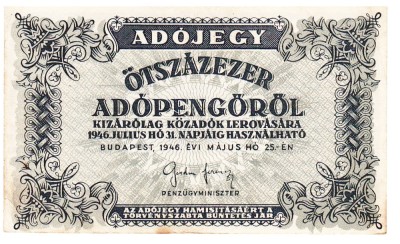 ADÓJEGY
ÖTSZÁZEZER
ADÓPENGŐRŐL
KIZÁRÓLAG KÖZADÓK LEROVÁSÁRA
1946. JULIUS HÓ 31. NAPJÁIG HASZNÁLHATÓ
BUDAPEST 1946. ÉVI MÁJUS HÓ 25-ÉN
PÉNZÜGYMINISZTER
AZ ADÓJEGY HAMISÍTÁSÁÉRT A
TÖRVÉNYSZABTA BÜNTETÉS JÁR